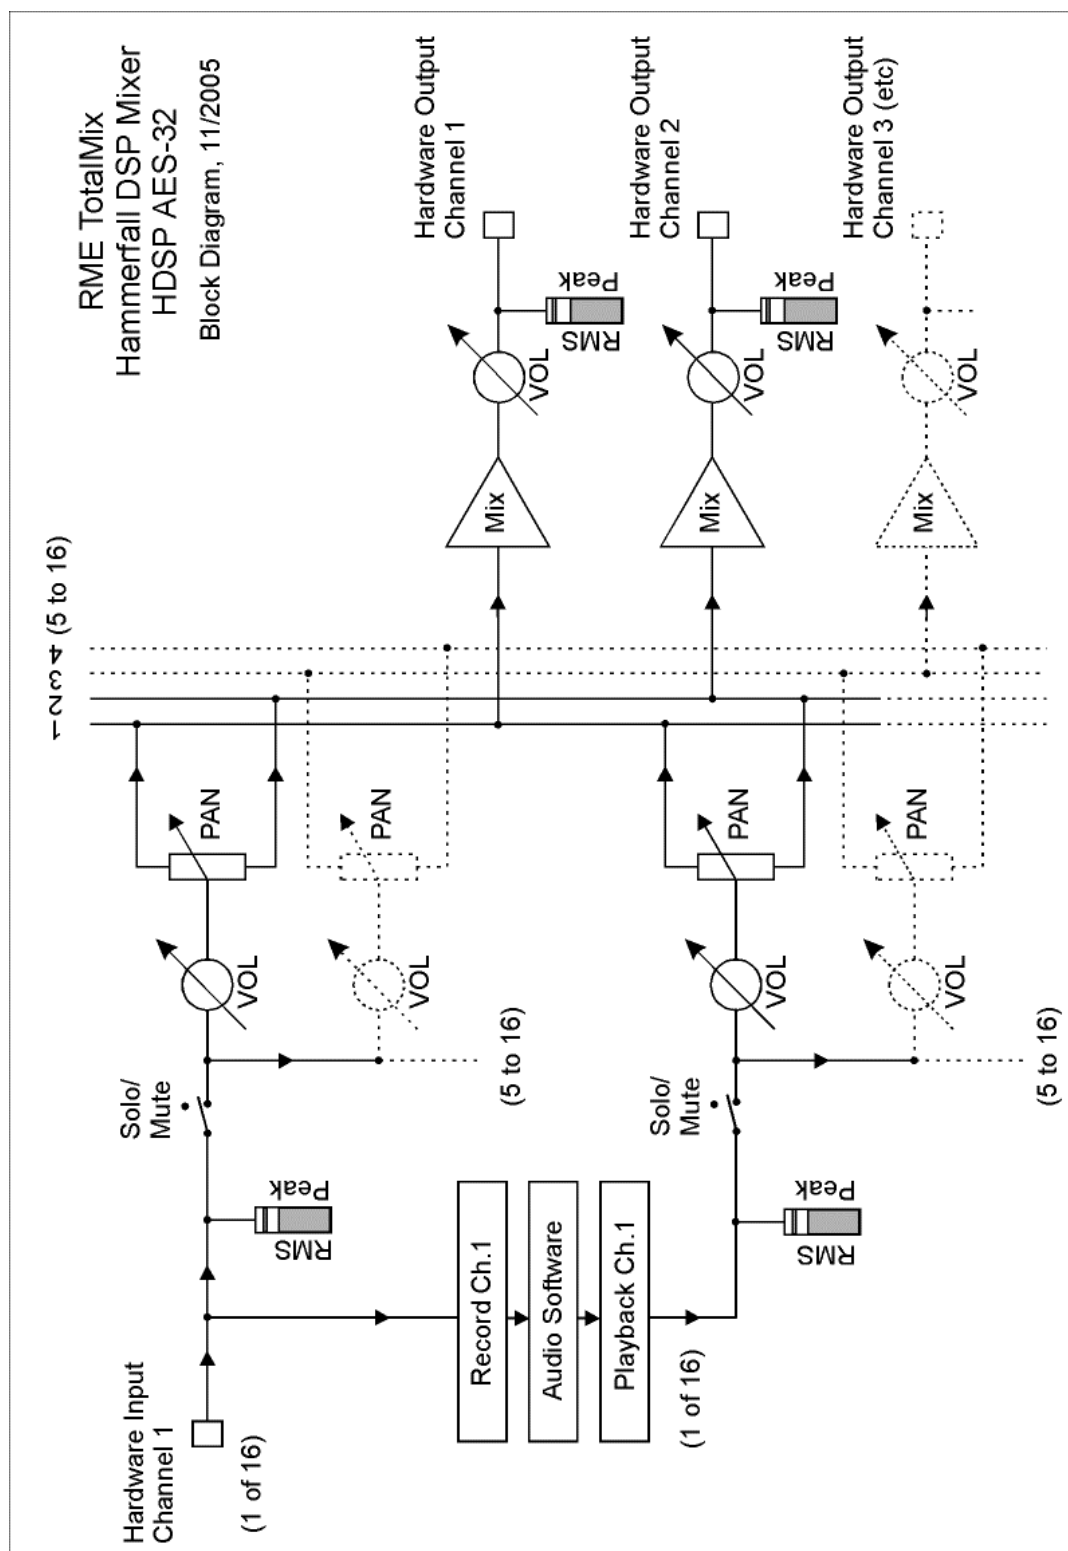 RME TotalMix
Hammerfall DSP Mixer
HDSP AES-32
Block Diagram, 11/2005
Hardware Input
Channel 1
(1 of 16)
RMS
Peak
Solo/
Mute
VOL
PAN
VOL
PAN
(5 to 16)
1 2 3 4 (5 to 16)
Record Ch.1
Audio Software
Playback Ch.1
(1 of 16)
RMS
Peak
Solo/
Mute
VOL
PAN
VOL
PAN
(5 to 16)
Mix
VOL
RMS
Peak
Hardware Output
Channel 1
Mix
VOL
RMS
Peak
Hardware Output
Channel 2
Mix
VOL
Hardware Output
Channel 3 (etc)